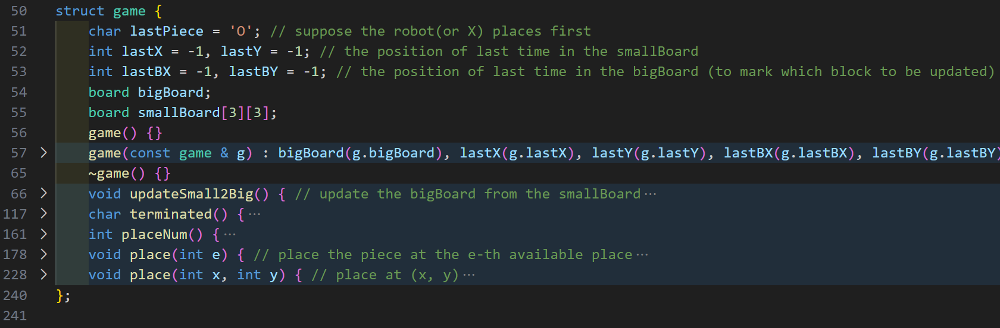 50 struct game {
51 char lastPiece = 'O'; // suppose the robot(or X) places first
52 int lastX = -1, lastY = -1; // the position of last time in the smallBoard
53 int lastBX = -1, lastBY = -1; // the position of last time in the bigBoard (to mark which block to be updated)
54 board bigBoard;
55 board smallBoard[3][3];
56 game() {}
57 > game(const game & g) : bigBoard(g.bigBoard), lastX(g.lastX), lastY(g.lastY), lastBX(g.lastBX), lastBY(g.lastBY)
65 ~game() {}
66 > void updateSmall2Big() { // update the bigBoard from the smallBoard···
117 > char terminated() {···
161 > int placeNum() {···
178 > void place(int e) { // place the piece at the e-th available place···
228 > void place(int x, int y) { // place at (x, y)···
240 };
241